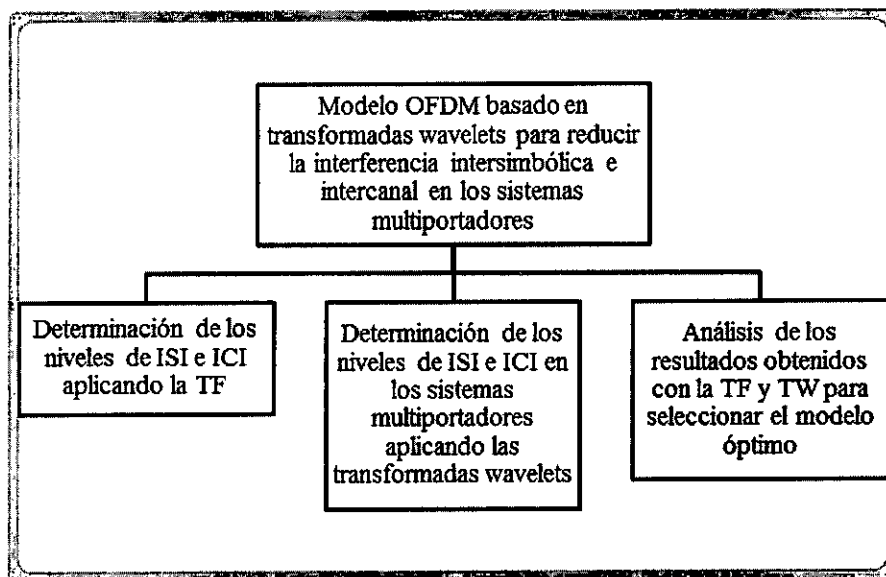 Modelo OFDM basado en
transformadas wavelets para reducir
la interferencia intersimbólica e
intercanal en los sistemas
multiportadores
Determinación de los
niveles de ISI e ICI
aplicando la TF
Determinación de los
niveles de ISI e ICI en
los sistemas
multiportadores
aplicando las
transformadas wavelets
Análisis de los
resultados obtenidos
con la TF y TW para
seleccionar el modelo
óptimo